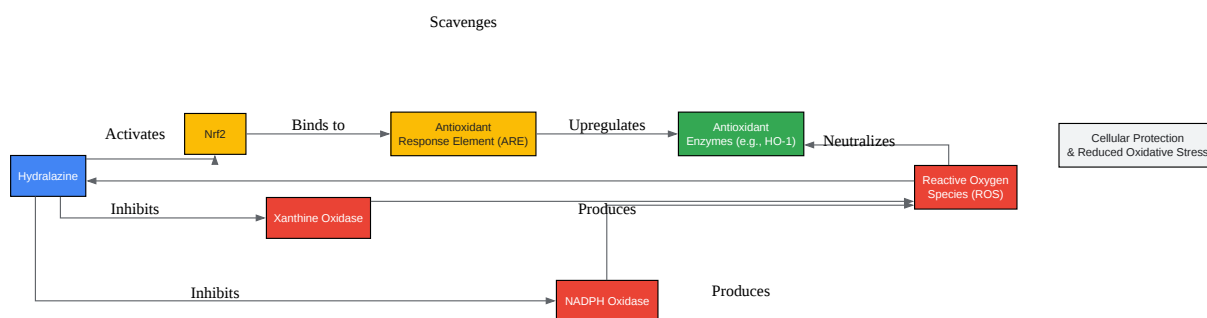 Scavenges
Activates
Nrf2
Binds to
Antioxidant
Response Element (ARE)
Upregulates
Antioxidant
Enzymes (e.g., HO-1)
Neutralizes
Cellular Protection
& Reduced Oxidative Stress
Hydralazine
Reactive Oxygen
Species (ROS)
Inhibits
Xanthine Oxidase
Produces
Inhibits
NADPH Oxidase
Produces